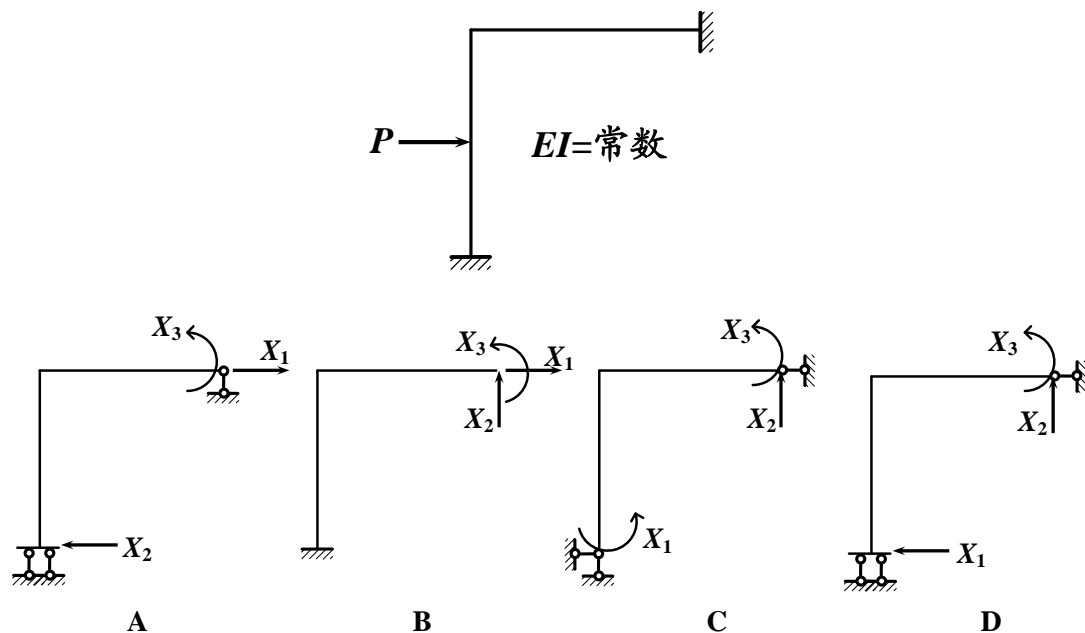 P
EI=常数
X3 X1 X2
X3 X1 X2
X3 X2 X1
X3 X2 X1
A B C D